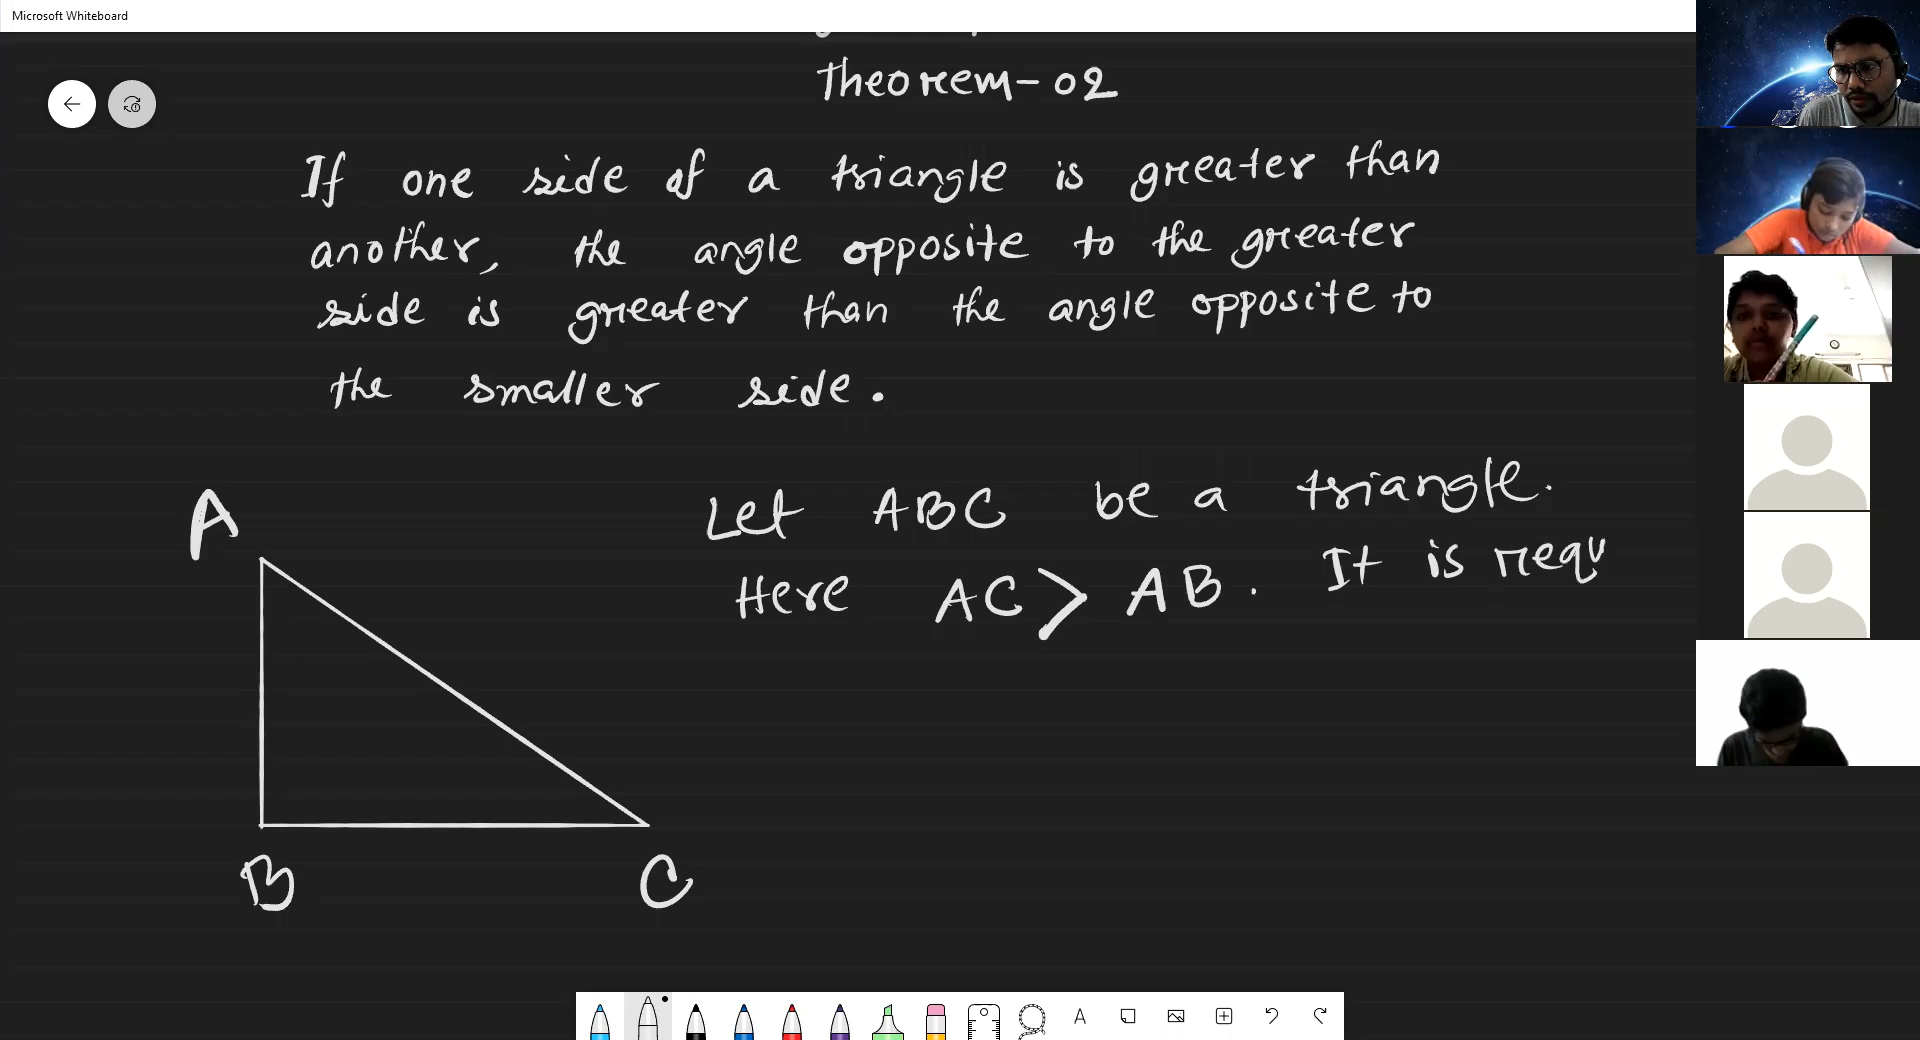 Microsoft Whiteboard
Theorem-02
If one side of a triangle is greater than
another, the angle opposite to the greater
side is greater than the angle opposite to
the smaller side.
A
Let ABC be a triangle.
Here AC > AB. It is requ
B C
A